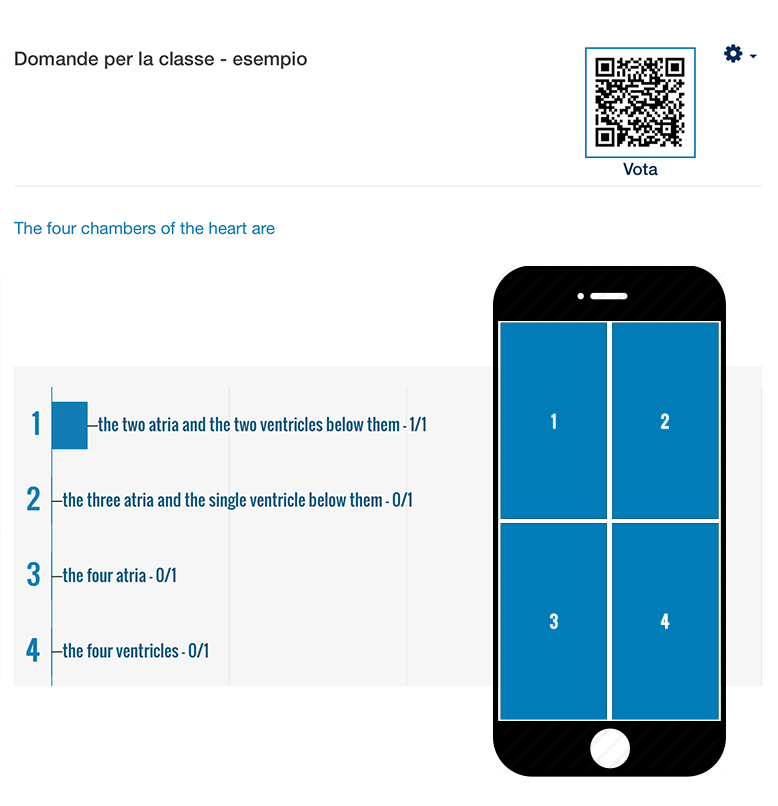 Domande per la classe - esempio
Vota
The four chambers of the heart are
1 the two atria and the two ventricles below them - 1/1
2 the three atria and the single ventricle below them - 0/1
3 the four atria - 0/1
4 the four ventricles - 0/1
1 2
3 4